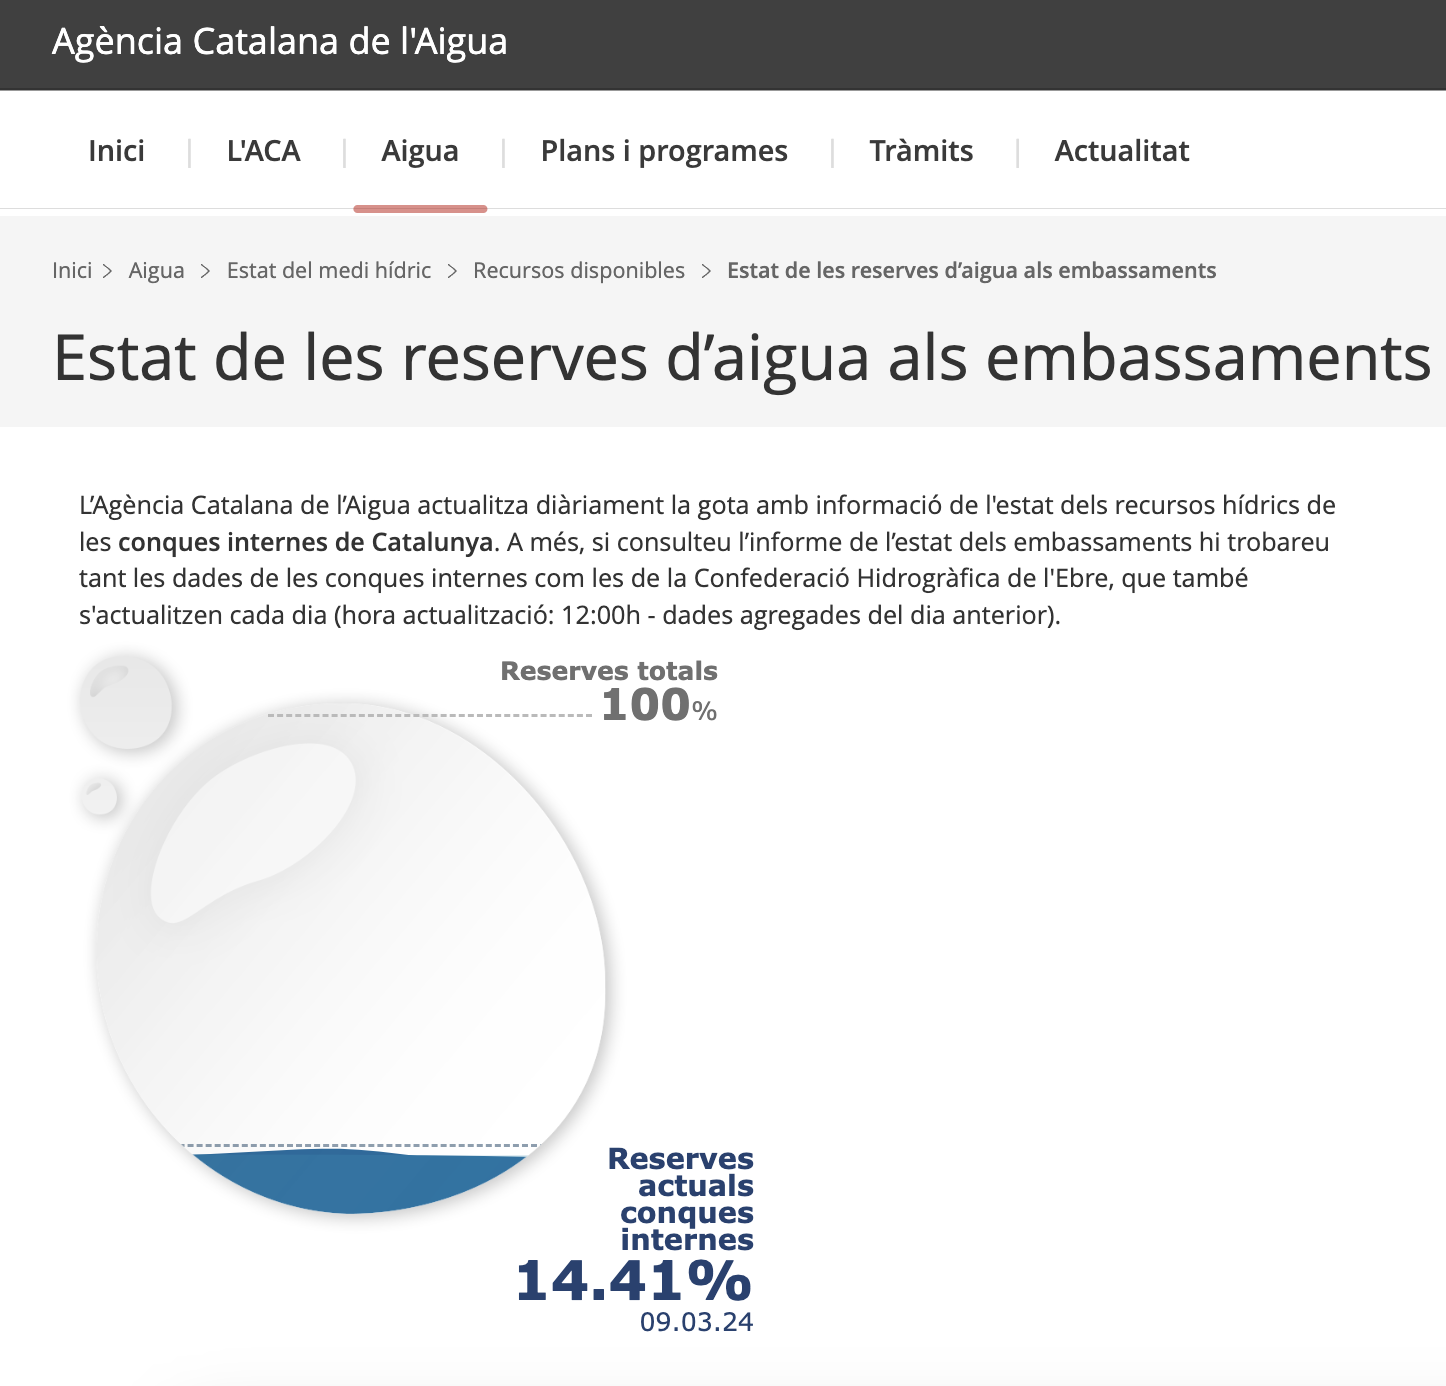 Agència Catalana de l'Aigua
Inici | L'ACA | Aigua | Plans i programes | Tràmits | Actualitat
Inici > Aigua > Estat del medi hídric > Recursos disponibles > Estat de les reserves d’aigua als embassaments
Estat de les reserves d’aigua als embassaments
L’Agència Catalana de l’Aigua actualitza diàriament la gota amb informació de l'estat dels recursos hídrics de
les conques internes de Catalunya. A més, si consulteu l’informe de l’estat dels embassaments hi trobareu
tant les dades de les conques internes com les de la Confederació Hidrogràfica de l'Ebre, que també
s'actualitzen cada dia (hora actualització: 12:00h - dades agregades del dia anterior).
Reserves totals
100%
Reserves
actuals
conques
internes
14.41%
09.03.24